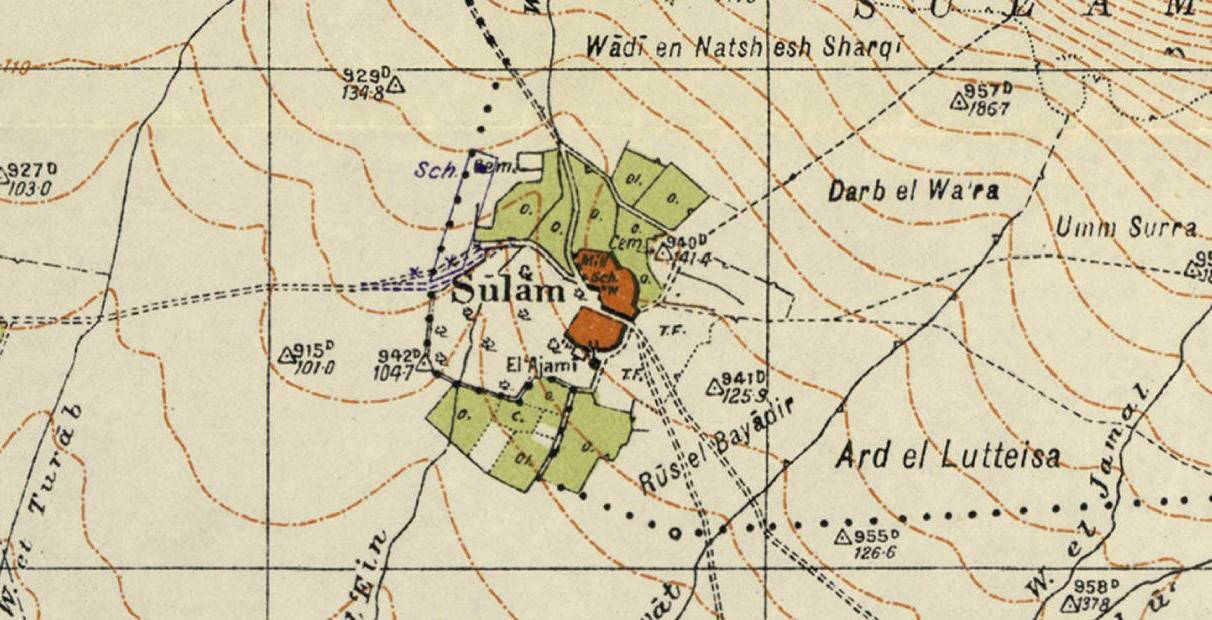 S U L A M
Wādī en Natsh esh Sharqī
110
929D
134·8
957D
186·7
927D
103·0
Sch.
Cem.
Ol.
O.
O.
O.
O.
O.
Darb el Wa'ra
Umm Surra
Cem.
940D
141·4
Mill
Sch.
W
O.
Sūlam
T.F.
915D
101·0
942D
104·7
El 'Ajamī
T.F.
941D
125·9
O.
C.
O.
O.
Ol.
Rūs el Bayādir
Ard el Lutteisa
W. et Turāb
W. el Jamal
955D
126·6
'Ein
958D
137·8